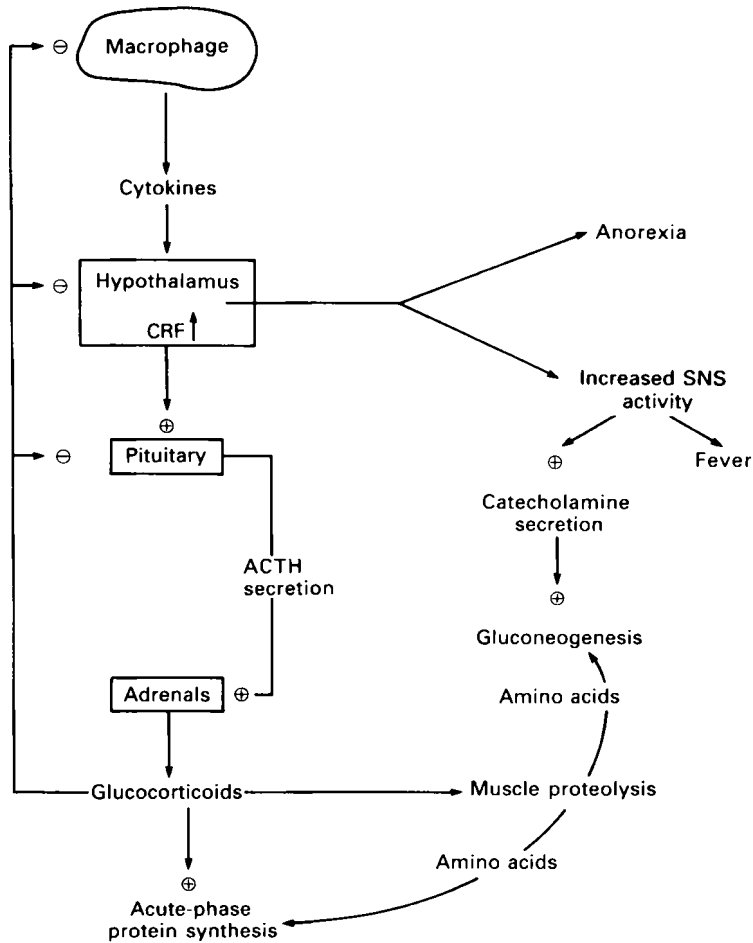 ⊖
Macrophage
Cytokines
Anorexia
⊖
Hypothalamus
CRF
Increased SNS
activity
⊕
⊖
Pituitary
⊕
Fever
Catecholamine
secretion
ACTH
secretion
⊕
Gluconeogenesis
Adrenals ⊕
Amino acids
Glucocorticoids
Muscle proteolysis
Amino acids
⊕
Acute-phase
protein synthesis